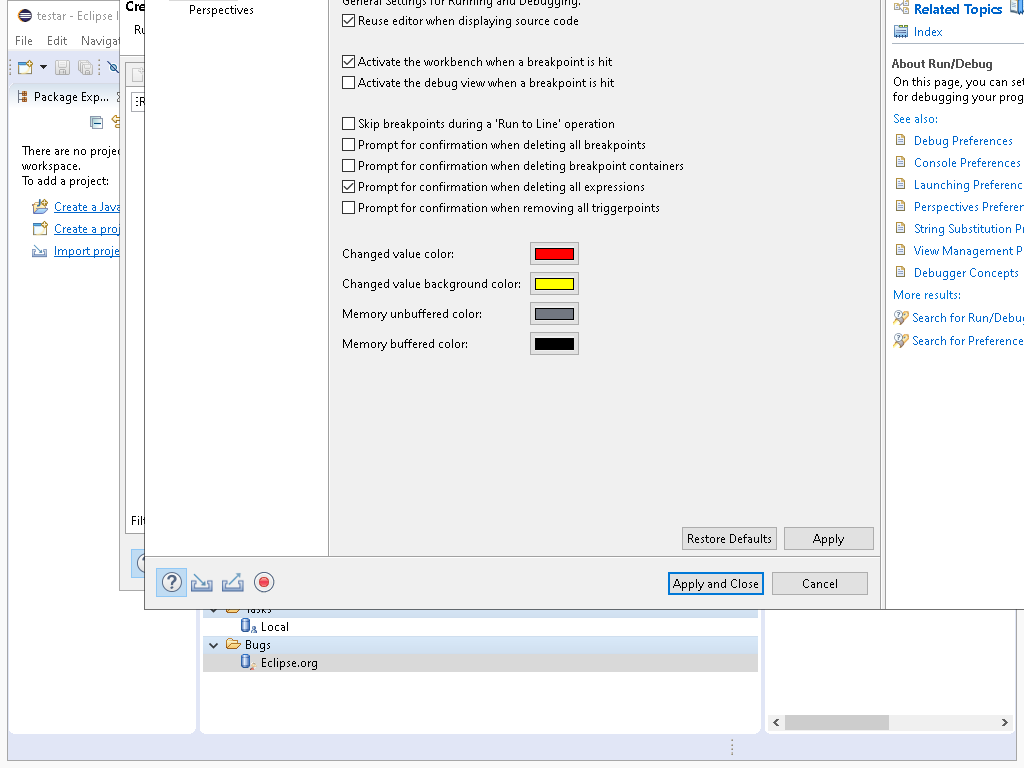 testar - Eclipse I
File Edit Navigat
Package Exp...
There are no proje
workspace.
To add a project:
Create a Java
Create a proj
Import proje
Cre
Ru
Filt
Perspectives
General Settings for Running and Debugging.
Reuse editor when displaying source code
Activate the workbench when a breakpoint is hit
Activate the debug view when a breakpoint is hit
Skip breakpoints during a 'Run to Line' operation
Prompt for confirmation when deleting all breakpoints
Prompt for confirmation when deleting breakpoint containers
Prompt for confirmation when deleting all expressions
Prompt for confirmation when removing all triggerpoints
Changed value color:
Changed value background color:
Memory unbuffered color:
Memory buffered color:
Restore Defaults Apply
Apply and Close Cancel
Related Topics
Index
About Run/Debug
On this page, you can set
for debugging your prog
See also:
Debug Preferences
Console Preferences
Launching Preferenc
Perspectives Preferen
String Substitution Pr
View Management P
Debugger Concepts
More results:
Search for Run/Debug
Search for Preference
Tasks
Local
Bugs
Eclipse.org